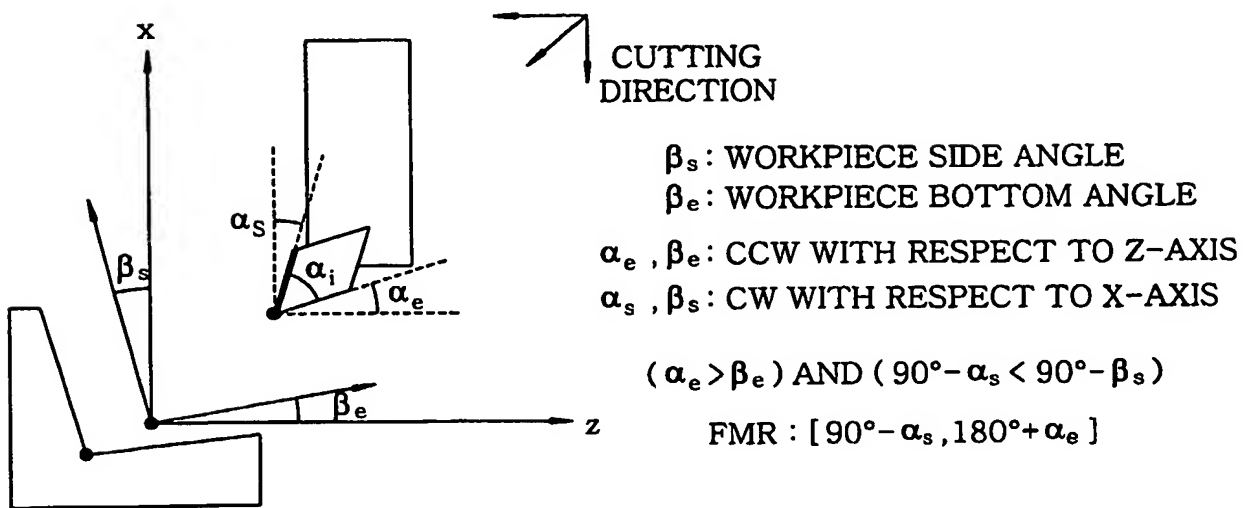 x
CUTTING
DIRECTION
βs : WORKPIECE SIDE ANGLE
βe : WORKPIECE BOTTOM ANGLE
αe , βe : CCW WITH RESPECT TO Z-AXIS
αs , βs : CW WITH RESPECT TO X-AXIS
(αe > βe) AND (90°-αs < 90°-βs)
FMR : [90°-αs, 180°+αe]
αs
βs
αi
αe
βe
z